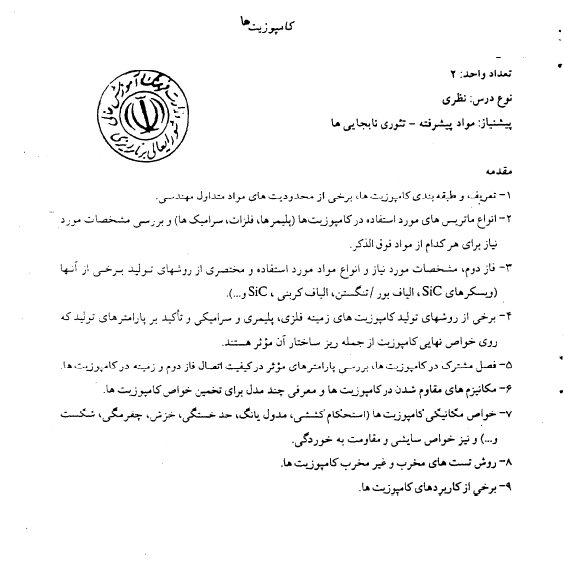 کامپوزیت‌ها
تعداد واحد: ۲
نوع درس: نظری
پیشنیاز: مواد پیشرفته – تئوری نابجایی ها
وزارت فرهنگ و آموزش عالی
شورایعالی برنامه‌ریزی
مقدمه
۱– تعریف و طبقه بندی کامپوزیت ها، برخی از محدودیت های مواد متداول مهندسی.
۲– انواع ماتریس های مورد استفاده در کامپوزیت‌ها (پلیمرها، فلزات، سرامیک ها) و بررسی مشخصات مورد
نیاز برای هر کدام از مواد فوق الذکر.
۳– فاز دوم، مشخصات مورد نیاز و انواع مواد مورد استفاده و مختصری از روشهای تولید برخی از آنها
(ویسکرهای SiC، الیاف بور / تنگستن، الیاف کربنی ، SiC و...).
۴– برخی از روشهای تولید کامپوزیت های زمینه فلزی، پلیمری و سرامیکی و تأکید بر پارامترهای تولید که
روی خواص نهایی کامپوزیت از جمله ریز ساختار آن مؤثر هستند.
۵– فصل مشترک در کامپوزیت ها، بررسی پارامترهای مؤثر در کیفیت اتصال فاز دوم و زمینه در کامپوزیت ها.
۶– مکانیزم های مقاوم شدن در کامپوزیت ها و معرفی چند مدل برای تخمین خواص کامپوزیت ها.
۷– خواص مکانیکی کامپوزیت ها (استحکام کششی، مدول یانگ، حد خستگی، خزش، چقرمگی، شکست
و...) و نیز خواص سایشی و مقاومت به خوردگی.
۸– روش تست های مخرب و غیر مخرب کامپوزیت ها.
۹– برخی از کاربردهای کامپوزیت ها.